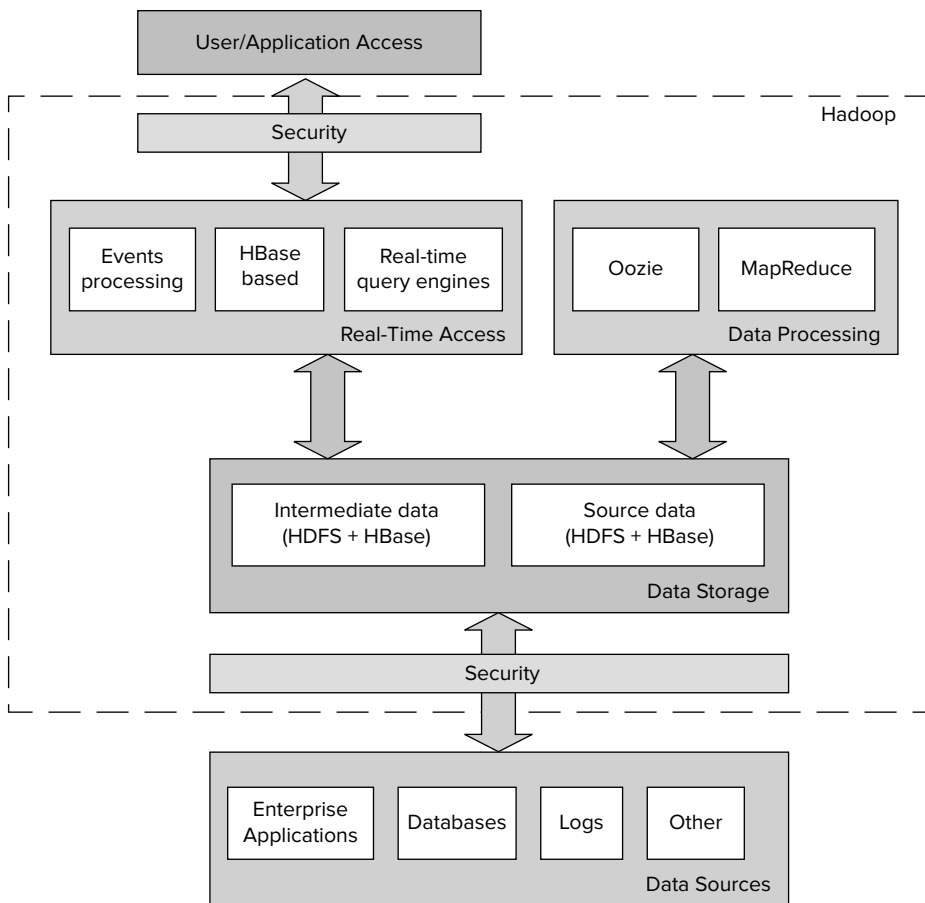 User/Application Access
Hadoop
Security
Events
processing
HBase
based
Real-time
query engines
Real-Time Access
Oozie
MapReduce
Data Processing
Intermediate data
(HDFS + HBase)
Source data
(HDFS + HBase)
Data Storage
Security
Enterprise
Applications
Databases
Logs
Other
Data Sources